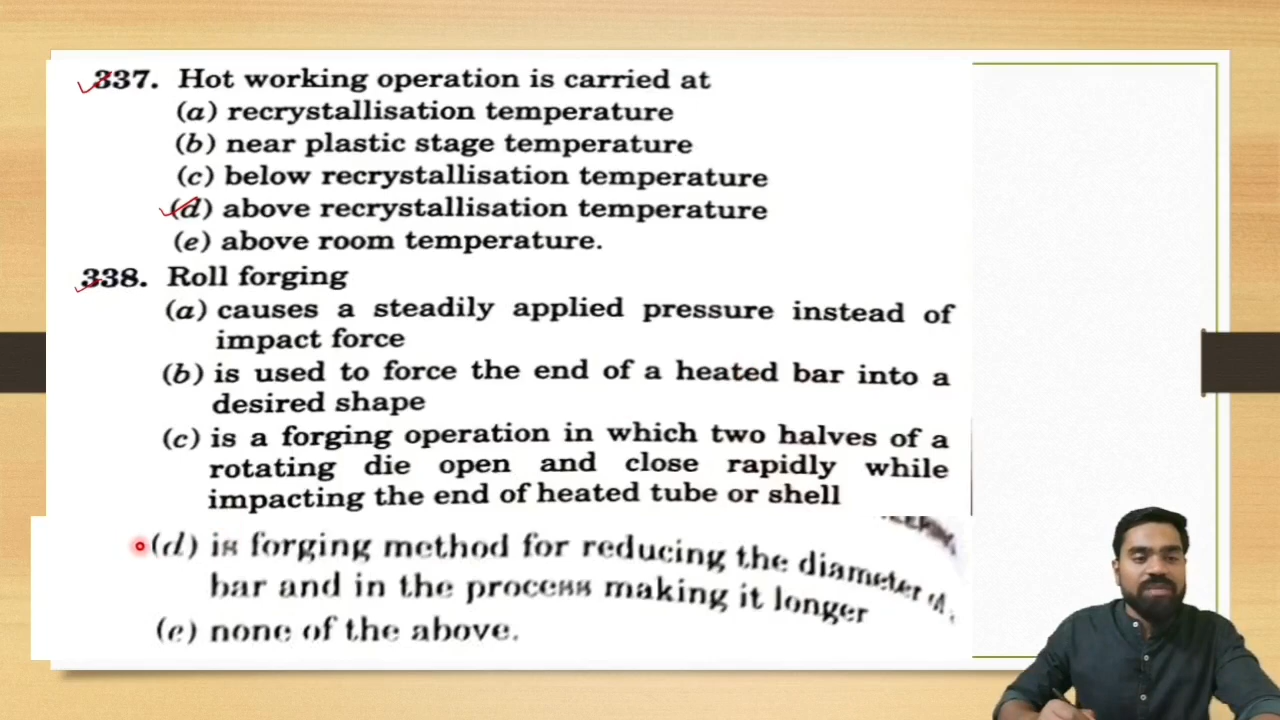 337. Hot working operation is carried at
(a) recrystallisation temperature
(b) near plastic stage temperature
(c) below recrystallisation temperature
(d) above recrystallisation temperature
(e) above room temperature.
338. Roll forging
(a) causes a steadily applied pressure instead of
impact force
(b) is used to force the end of a heated bar into a
desired shape
(c) is a forging operation in which two halves of a
rotating die open and close rapidly while
impacting the end of heated tube or shell
(d) is forging method for reducing the diameter
bar and in the process making it longer
(e) none of the above.